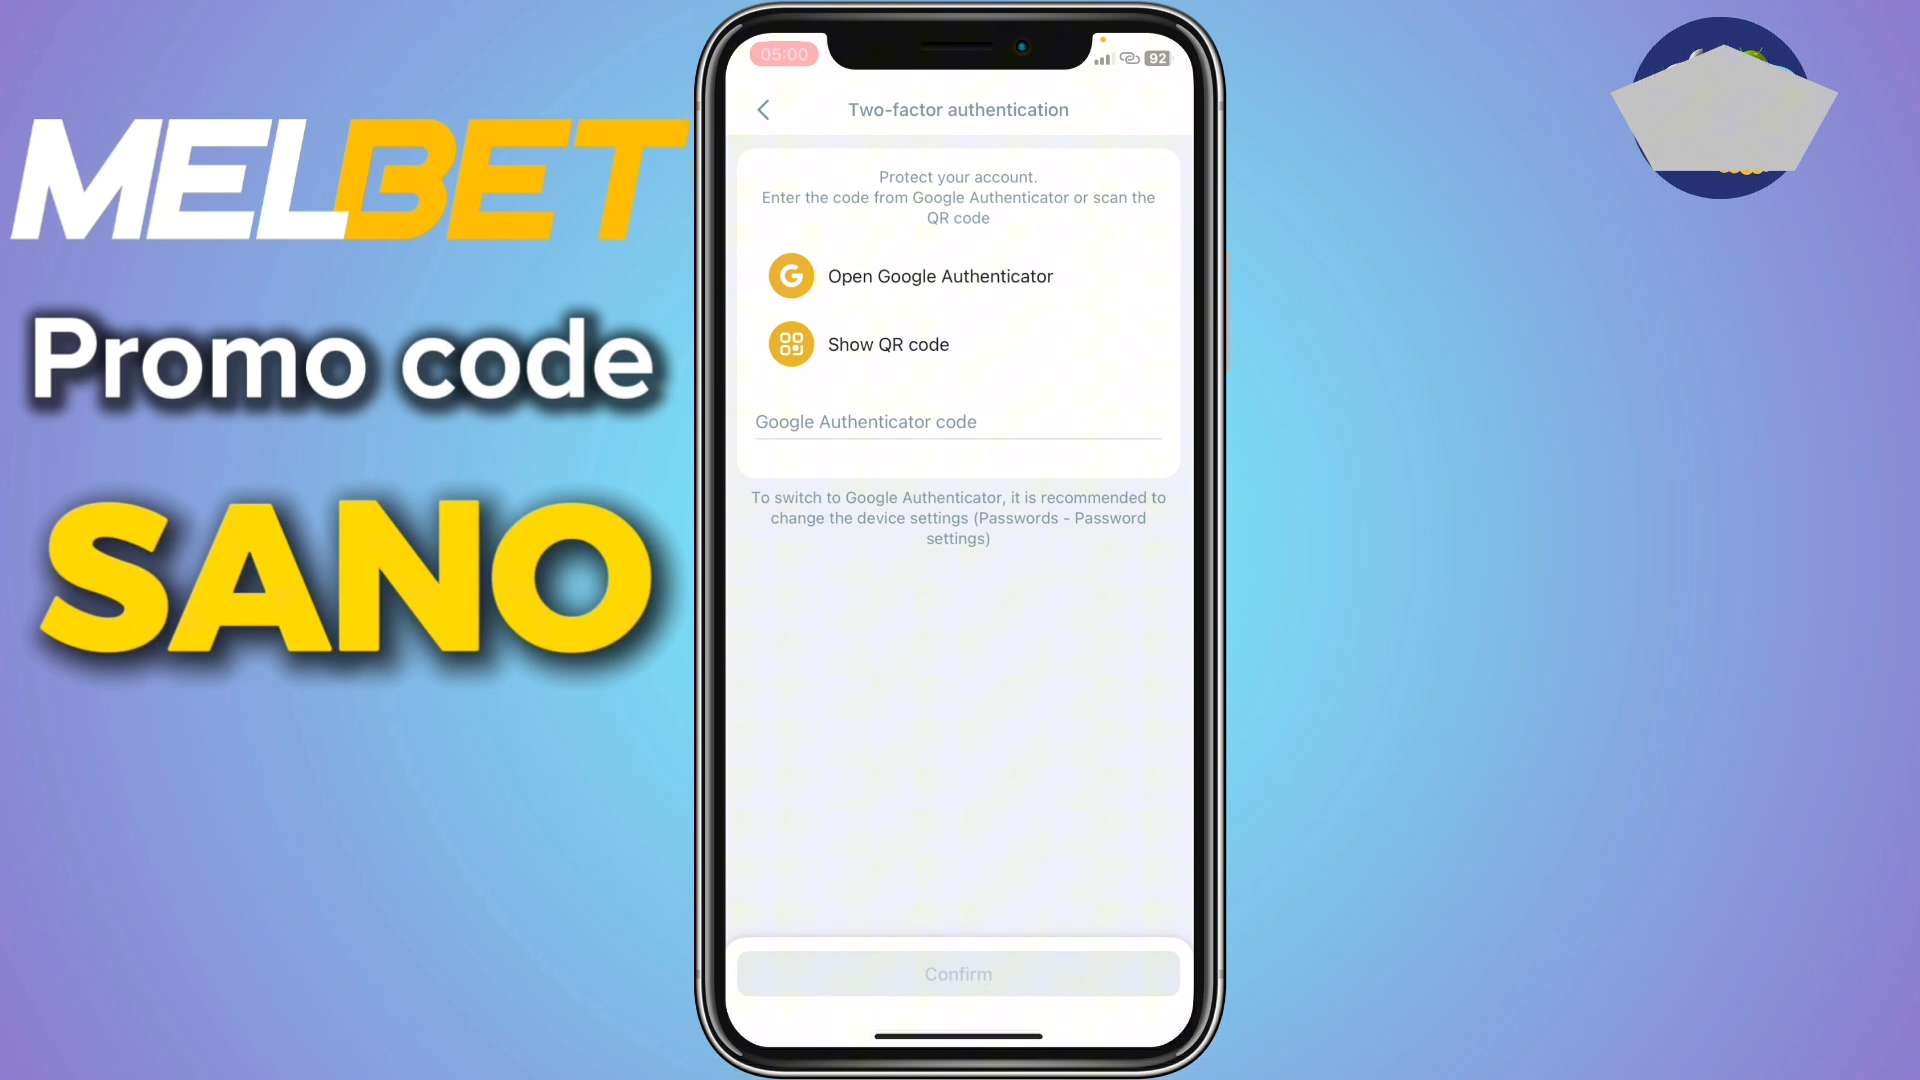 MELBET
Promo code
SANO
05:00
92
Two-factor authentication
Protect your account.
Enter the code from Google Authenticator or scan the
QR code
G
Open Google Authenticator
Show QR code
Google Authenticator code
To switch to Google Authenticator, it is recommended to
change the device settings (Passwords - Password
settings)
Confirm